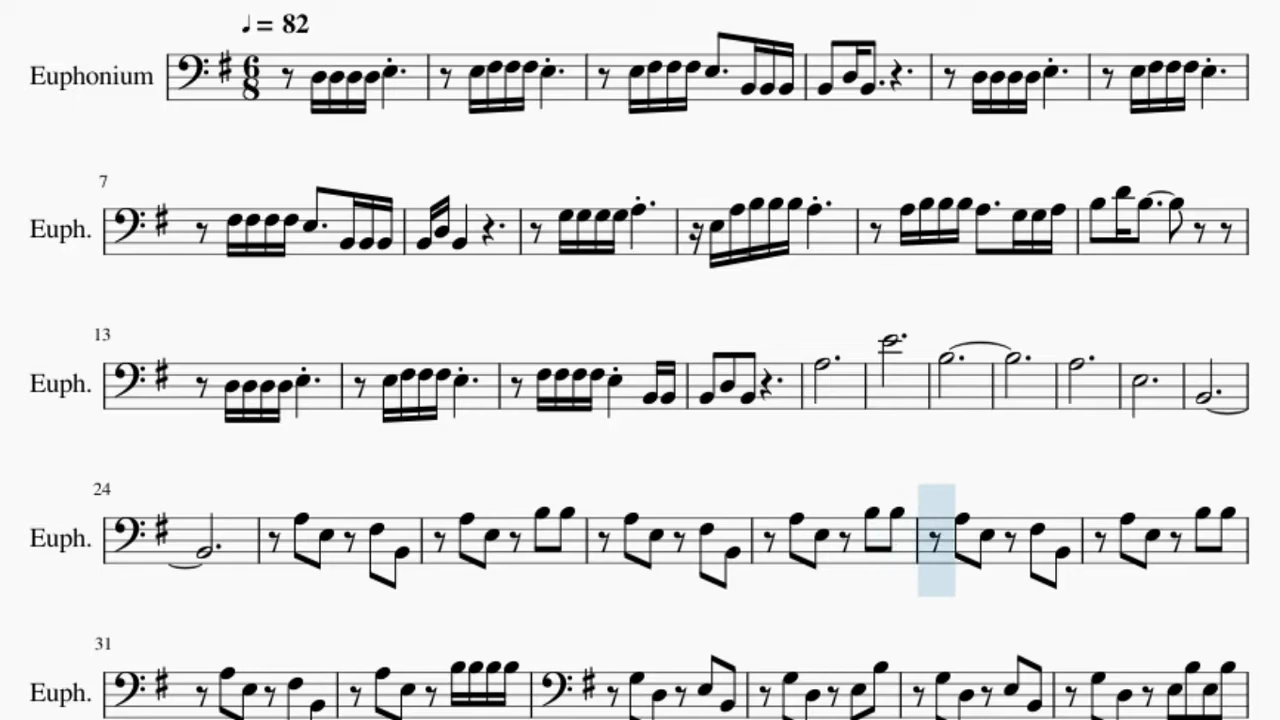 ♩ = 82
Euphonium 6 8
7
Euph.
13
Euph.
24
Euph.
31
Euph.